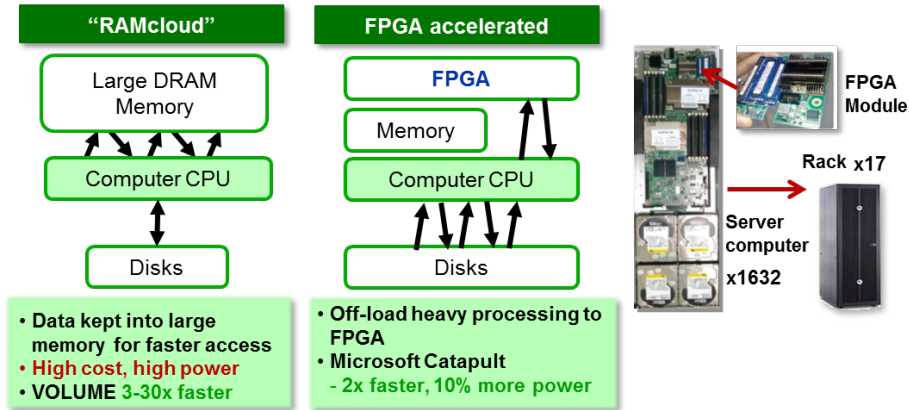 “RAMcloud”
Large DRAM
Memory
Computer CPU
Disks
• Data kept into large
memory for faster access
• High cost, high power
• VOLUME 3-30x faster
FPGA accelerated
FPGA
Memory
Computer CPU
Disks
• Off-load heavy processing to
FPGA
• Microsoft Catapult
- 2x faster, 10% more power
FPGA
Module
Rack x17
Server
computer
x1632